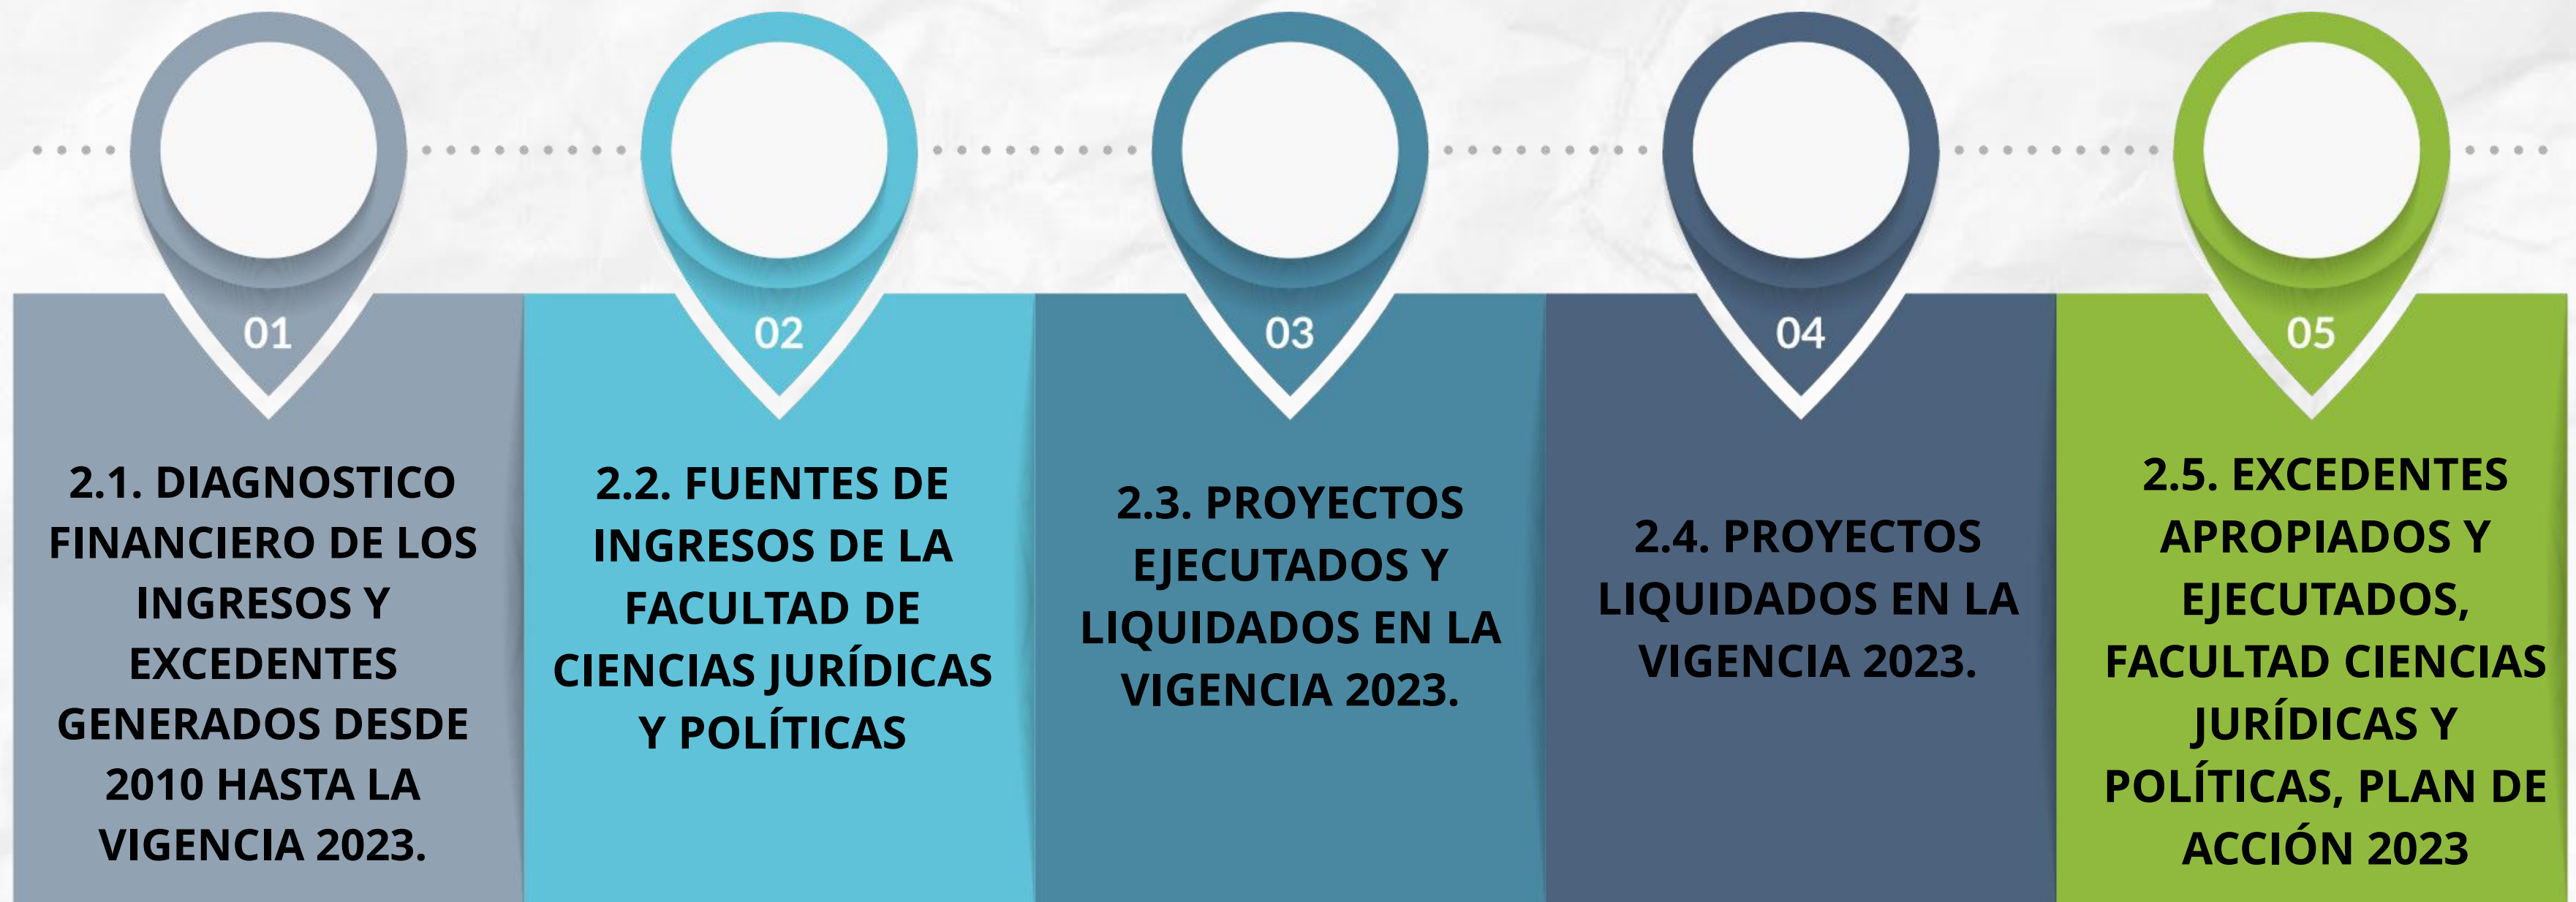 01
2.1. DIAGNOSTICO
FINANCIERO DE LOS
INGRESOS Y
EXCEDENTES
GENERADOS DESDE
2010 HASTA LA
VIGENCIA 2023.
02
2.2. FUENTES DE
INGRESOS DE LA
FACULTAD DE
CIENCIAS JURÍDICAS
Y POLÍTICAS
03
2.3. PROYECTOS
EJECUTADOS Y
LIQUIDADOS EN LA
VIGENCIA 2023.
04
2.4. PROYECTOS
LIQUIDADOS EN LA
VIGENCIA 2023.
05
2.5. EXCEDENTES
APROPIADOS Y
EJECUTADOS,
FACULTAD CIENCIAS
JURÍDICAS Y
POLÍTICAS, PLAN DE
ACCIÓN 2023